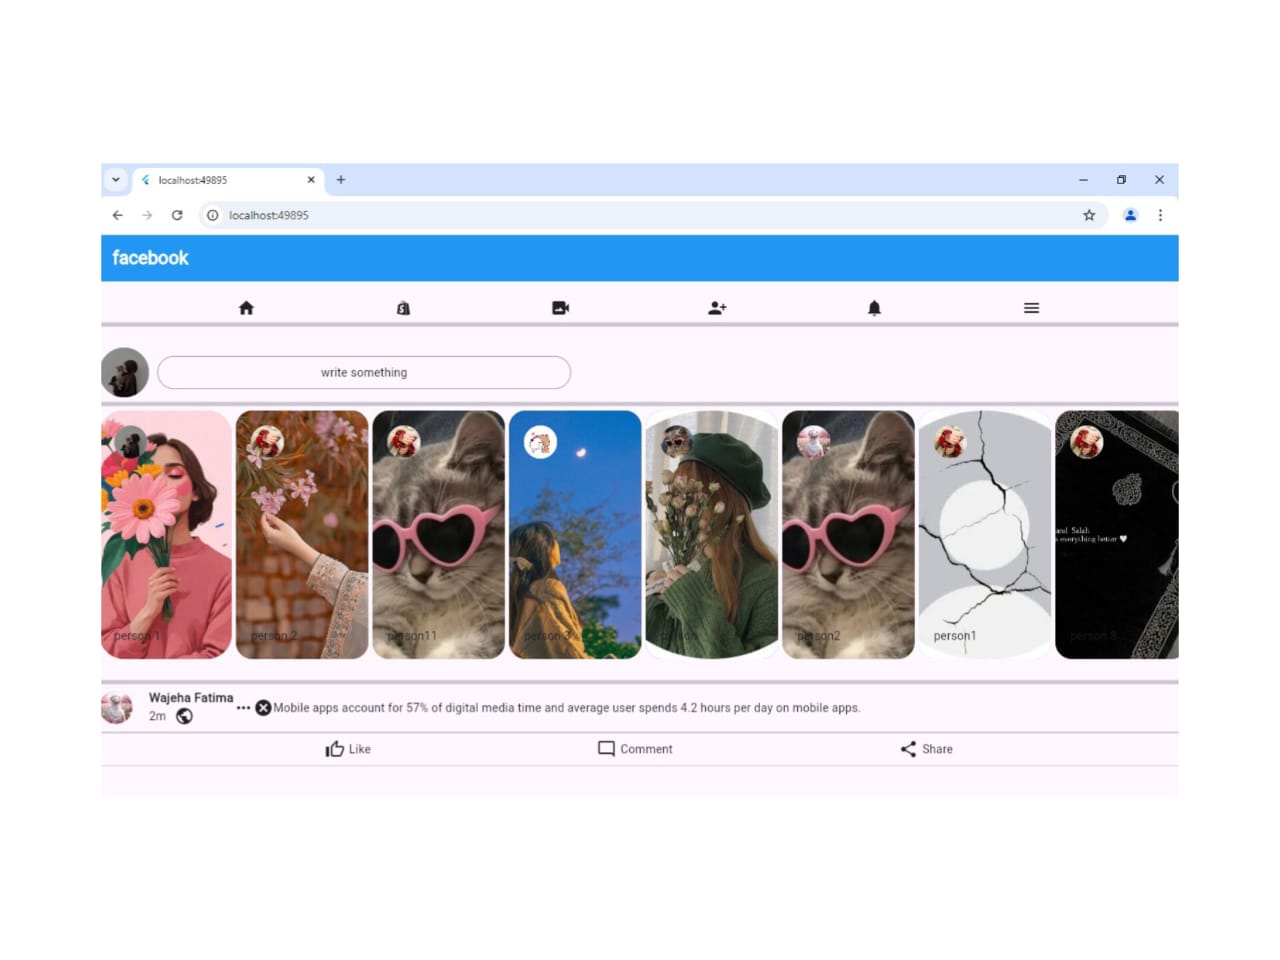 localhost:49895
localhost:49895
facebook
write something
and Salah
s everything better
person 1
person 2
person11
person 3
person
person2
person1
person 8
Wajeha Fatima
2m
Mobile apps account for 57% of digital media time and average user spends 4.2 hours per day on mobile apps.
Like
Comment
Share